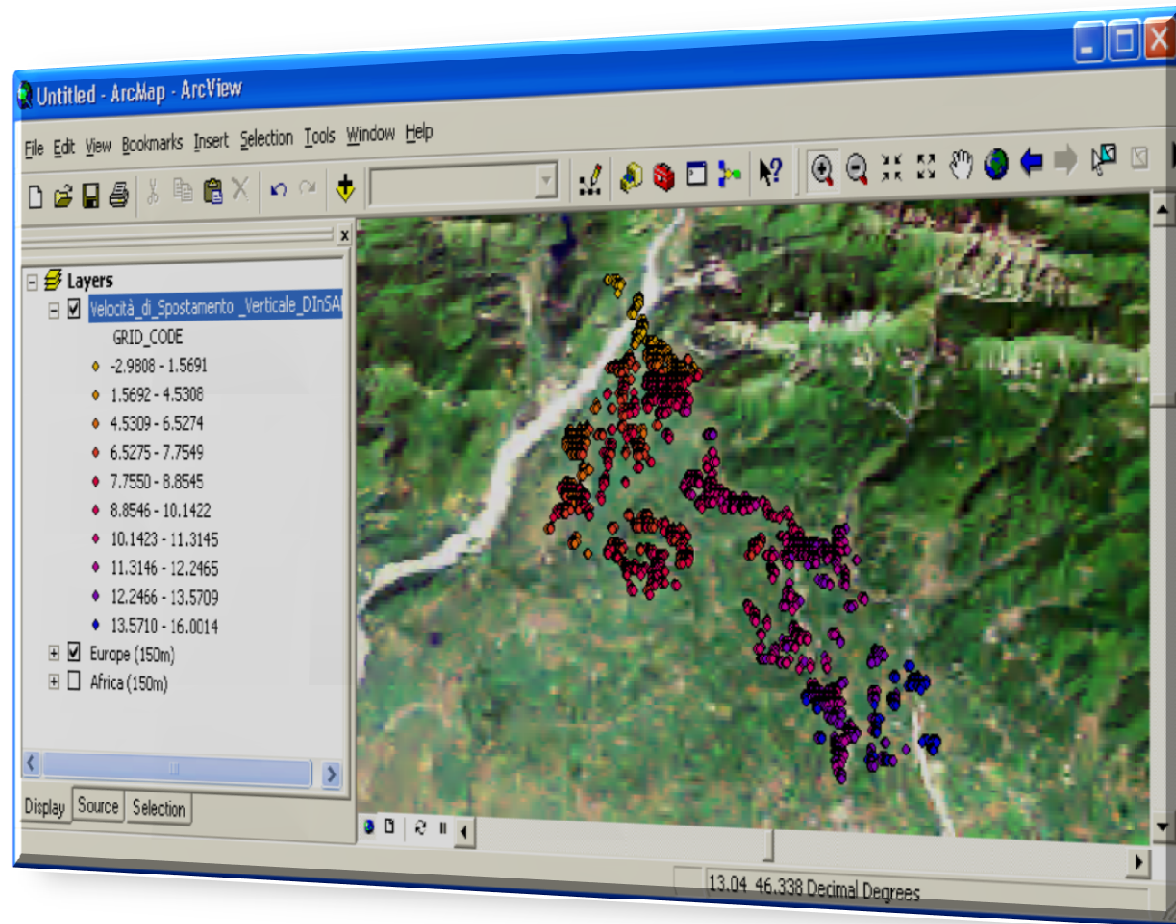 Untitled - ArcMap - ArcView
File Edit View Bookmarks Insert Selection Tools Window Help
Layers
Velocità_di_Spostamento _Verticale_DInSA
GRID_CODE
-2.9808 - 1.5691
1.5692 - 4.5308
4.5309 - 6.5274
6.5275 - 7.7549
7.7550 - 8.8545
8.8546 - 10.1422
10.1423 - 11.3145
11.3146 - 12.2465
12.2466 - 13.5709
13.5710 - 16.0014
Europe (150m)
Africa (150m)
Display Source Selection
13.04 46.338 Decimal Degrees